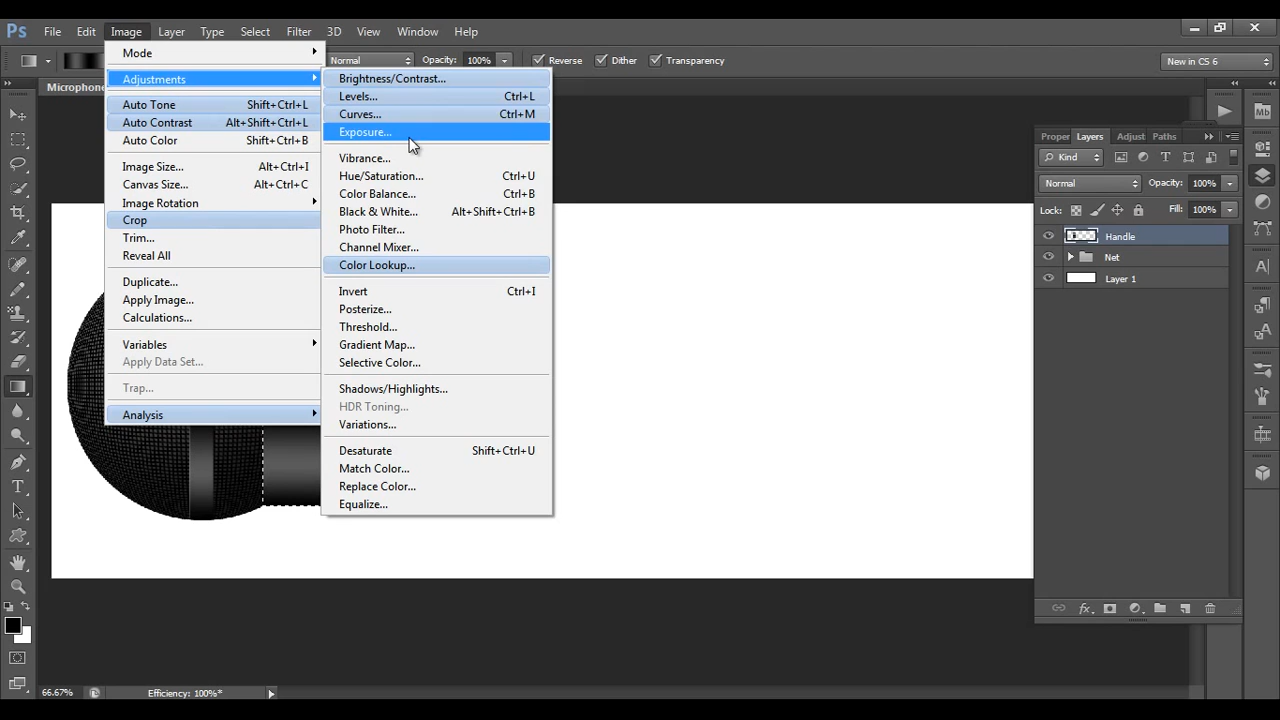 Ps File Edit Image Layer Type Select Filter 3D View Window Help
Normal Opacity: 100% Reverse Dither Transparency New in CS 6
Microphone
Mode
Adjustments
Auto Tone Shift+Ctrl+L
Auto Contrast Alt+Shift+Ctrl+L
Auto Color Shift+Ctrl+B
Image Size... Alt+Ctrl+I
Canvas Size... Alt+Ctrl+C
Image Rotation
Crop
Trim...
Reveal All
Duplicate...
Apply Image...
Calculations...
Variables
Apply Data Set...
Trap...
Analysis
Brightness/Contrast...
Levels... Ctrl+L
Curves... Ctrl+M
Exposure...
Vibrance...
Hue/Saturation... Ctrl+U
Color Balance... Ctrl+B
Black & White... Alt+Shift+Ctrl+B
Photo Filter...
Channel Mixer...
Color Lookup...
Invert Ctrl+I
Posterize...
Threshold...
Gradient Map...
Selective Color...
Shadows/Highlights...
HDR Toning...
Variations...
Desaturate Shift+Ctrl+U
Match Color...
Replace Color...
Equalize...
Mb
Proper Layers Adjust Paths
Kind
Normal Opacity: 100%
Lock: Fill: 100%
Handle
Net
Layer 1
fx
66.67% Efficiency: 100%*